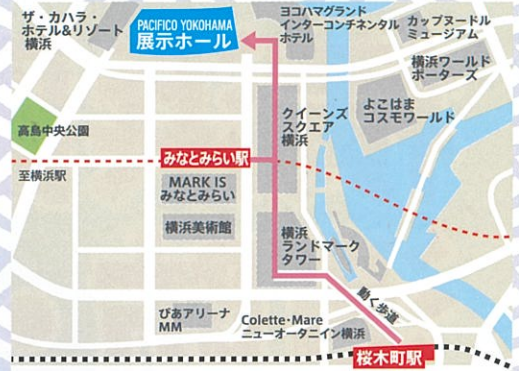 ザ・カハラ・
ホテル&リゾート
横浜
PACIFICO YOKOHAMA
展示ホール
ヨコハマグランド
インターコンチネンタル
ホテル
カップヌードル
ミュージアム
横浜ワールド
ポーターズ
よこはま
コスモワールド
クイーンズ
スクエア
横浜
高島中央公園
みなとみらい駅
至横浜駅
MARK IS
みなとみらい
横浜美術館
横浜
ランドマーク
タワー
動く歩道
ぴあアリーナ
MM
Colette・Mare
ニューオータニイン横浜
桜木町駅